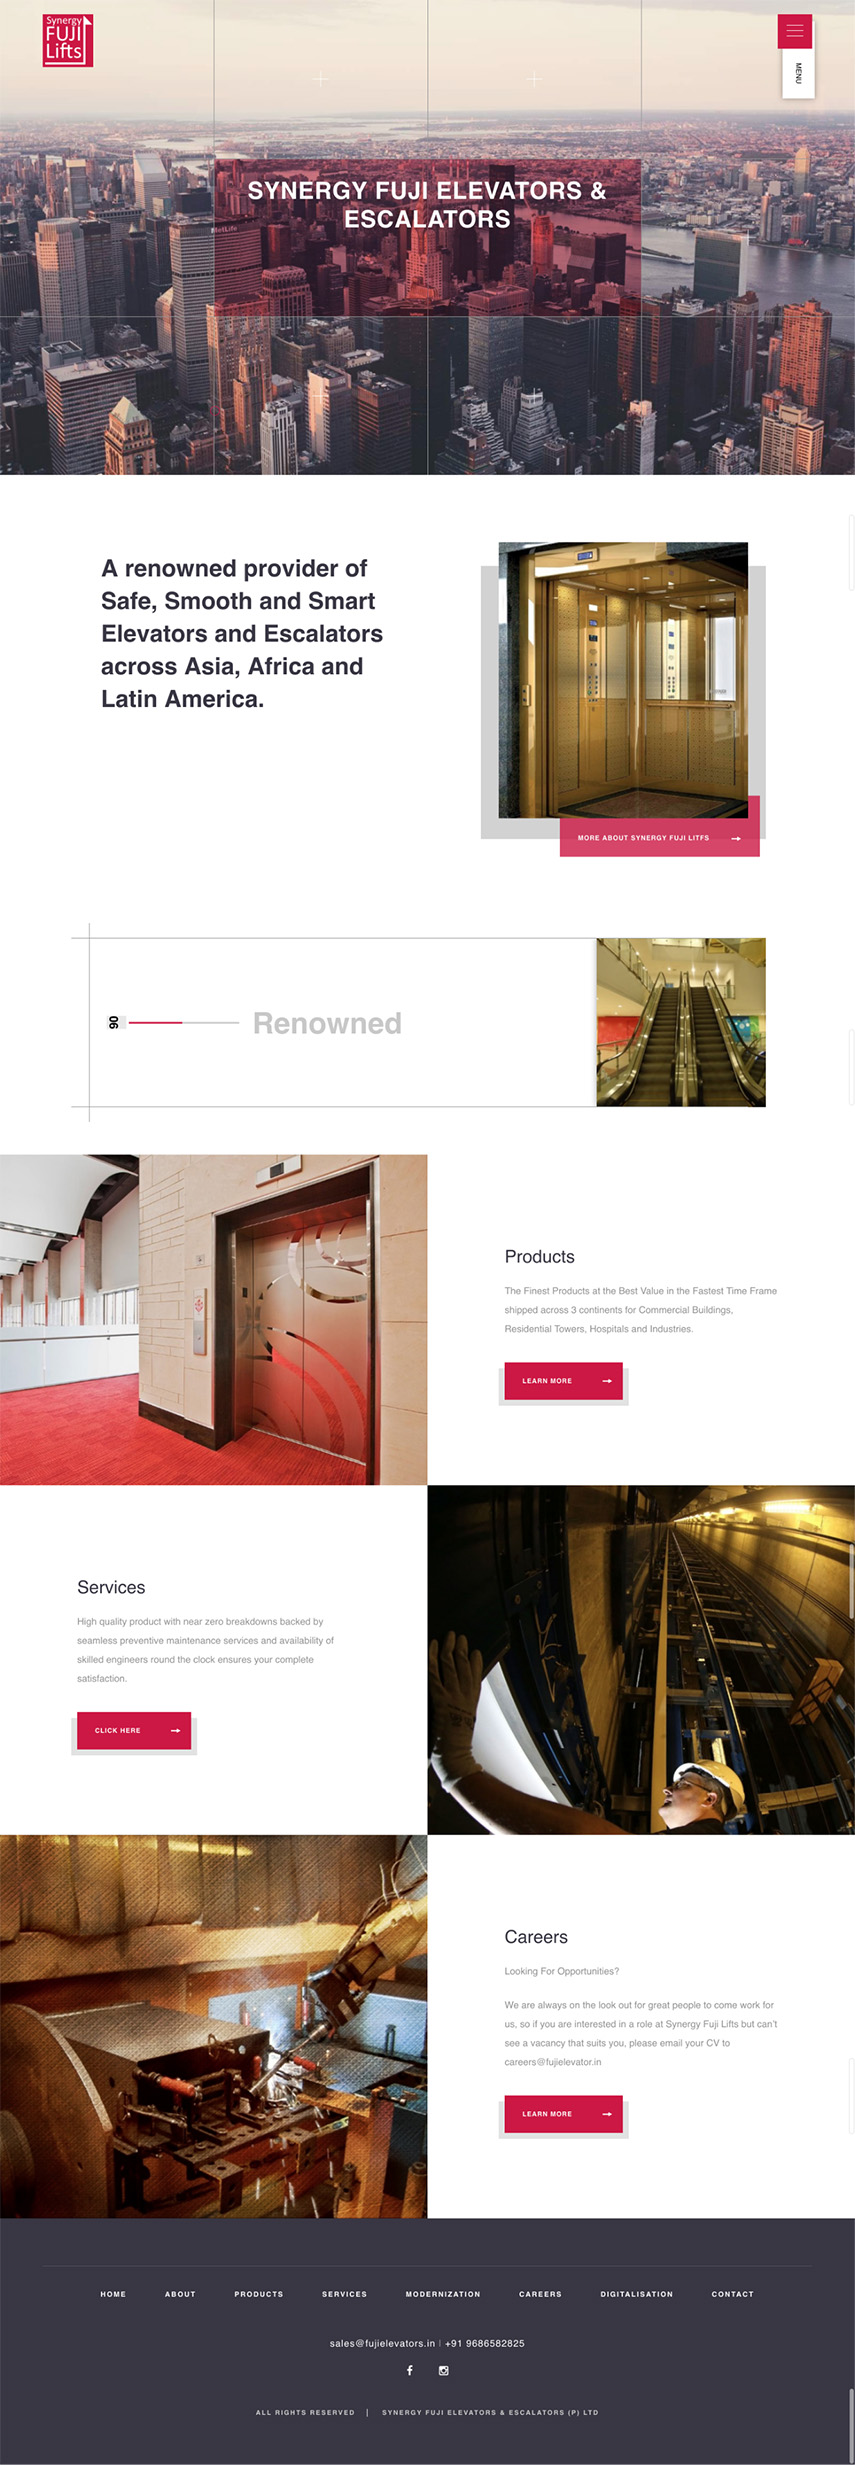 Synergy
FUJI
Lifts
MENU
MetLife
SYNERGY FUJI ELEVATORS &
ESCALATORS
A renowned provider of
Safe, Smooth and Smart
Elevators and Escalators
across Asia, Africa and
Latin America.
MORE ABOUT SYNERGY FUJI LITFS
06
Renowned
Products
The Finest Products at the Best Value in the Fastest Time Frame
shipped across 3 continents for Commercial Buildings,
Residential Towers, Hospitals and Industries.
LEARN MORE
Services
High quality product with near zero breakdowns backed by
seamless preventive maintenance services and availability of
skilled engineers round the clock ensures your complete
satisfaction.
CLICK HERE
Careers
Looking For Opportunities?
We are always on the look out for great people to come work for
us, so if you are interested in a role at Synergy Fuji Lifts but can't
see a vacancy that suits you, please email your CV to
careers@fujielevator.in
LEARN MORE
HOME ABOUT PRODUCTS SERVICES MODERNIZATION CAREERS DIGITALISATION CONTACT
sales@fujielevators.in | +91 9686582825
ALL RIGHTS RESERVED | SYNERGY FUJI ELEVATORS & ESCALATORS (P) LTD